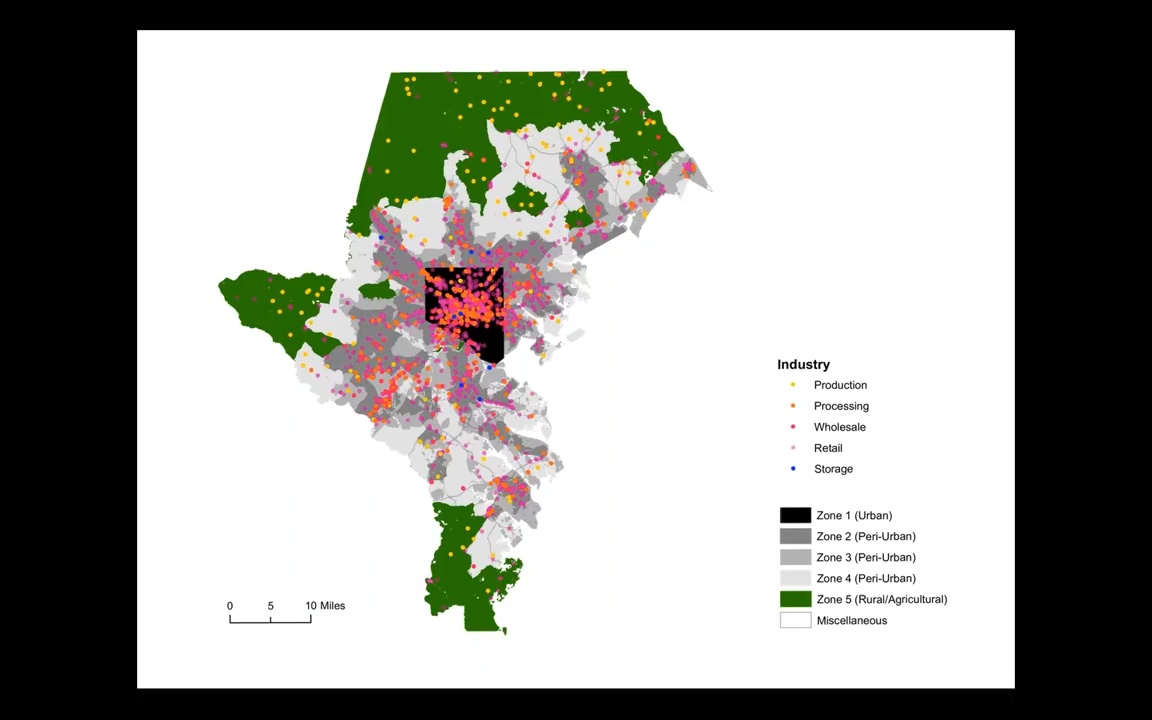 Industry
Production
Processing
Wholesale
Retail
Storage
Zone 1 (Urban)
Zone 2 (Peri-Urban)
Zone 3 (Peri-Urban)
Zone 4 (Peri-Urban)
Zone 5 (Rural/Agricultural)
Miscellaneous
0 5 10 Miles